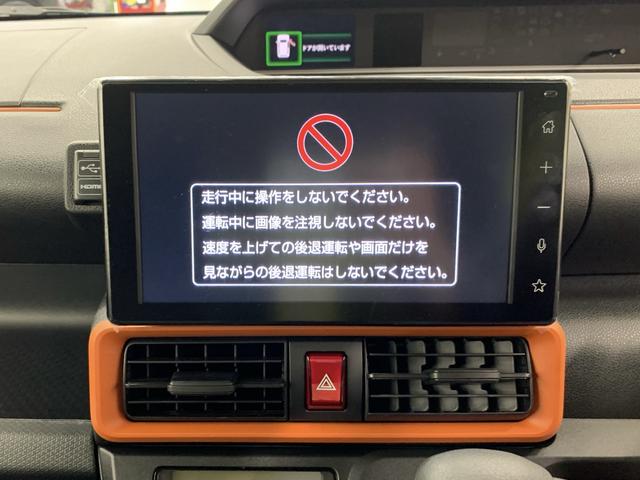 ドアが開いています
走行中に操作をしないでください。
運転中に画像を注視しないでください。
速度を上げての後退運転や画面だけを
見ながらの後退運転はしないでください。
HDMI